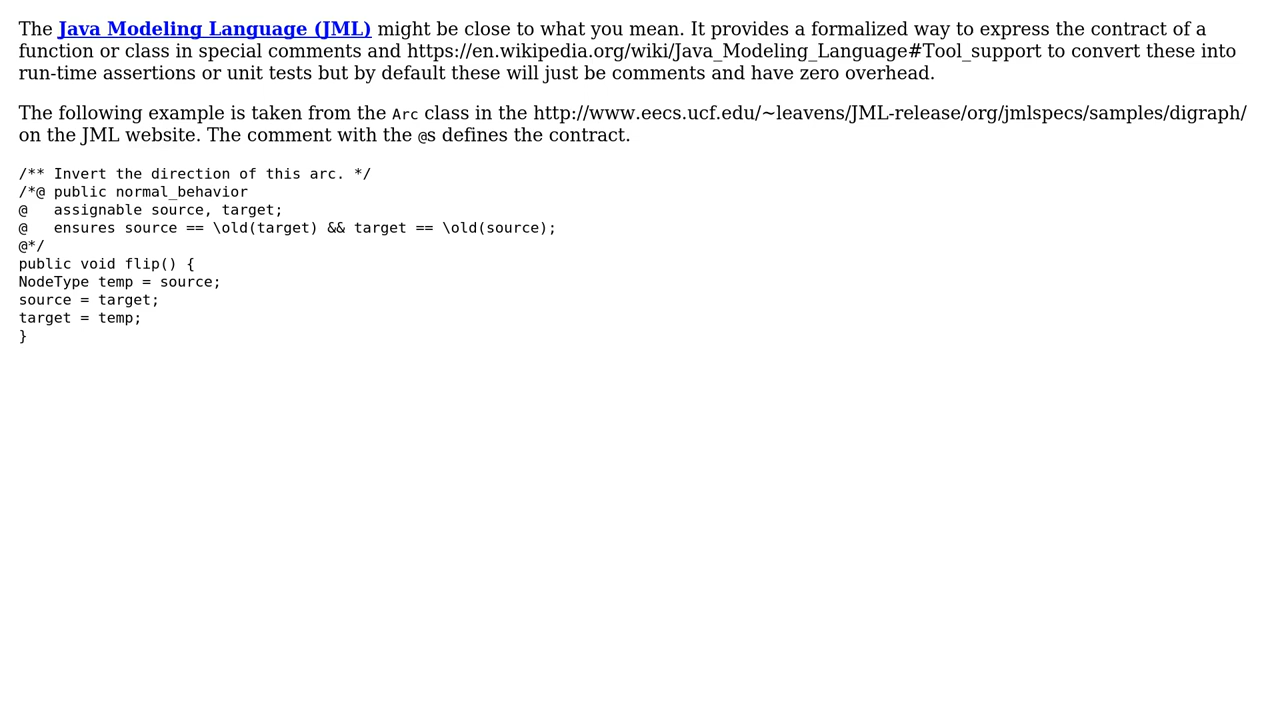 The Java Modeling Language (JML) might be close to what you mean. It provides a formalized way to express the contract of a
function or class in special comments and https://en.wikipedia.org/wiki/Java_Modeling_Language#Tool_support to convert these into
run-time assertions or unit tests but by default these will just be comments and have zero overhead.
The following example is taken from the Arc class in the http://www.eecs.ucf.edu/~leavens/JML-release/org/jmlspecs/samples/digraph/
on the JML website. The comment with the @s defines the contract.
/** Invert the direction of this arc. */
/*@ public normal_behavior
@   assignable source, target;
@   ensures source == \old(target) && target == \old(source);
@*/
public void flip() {
NodeType temp = source;
source = target;
target = temp;
}